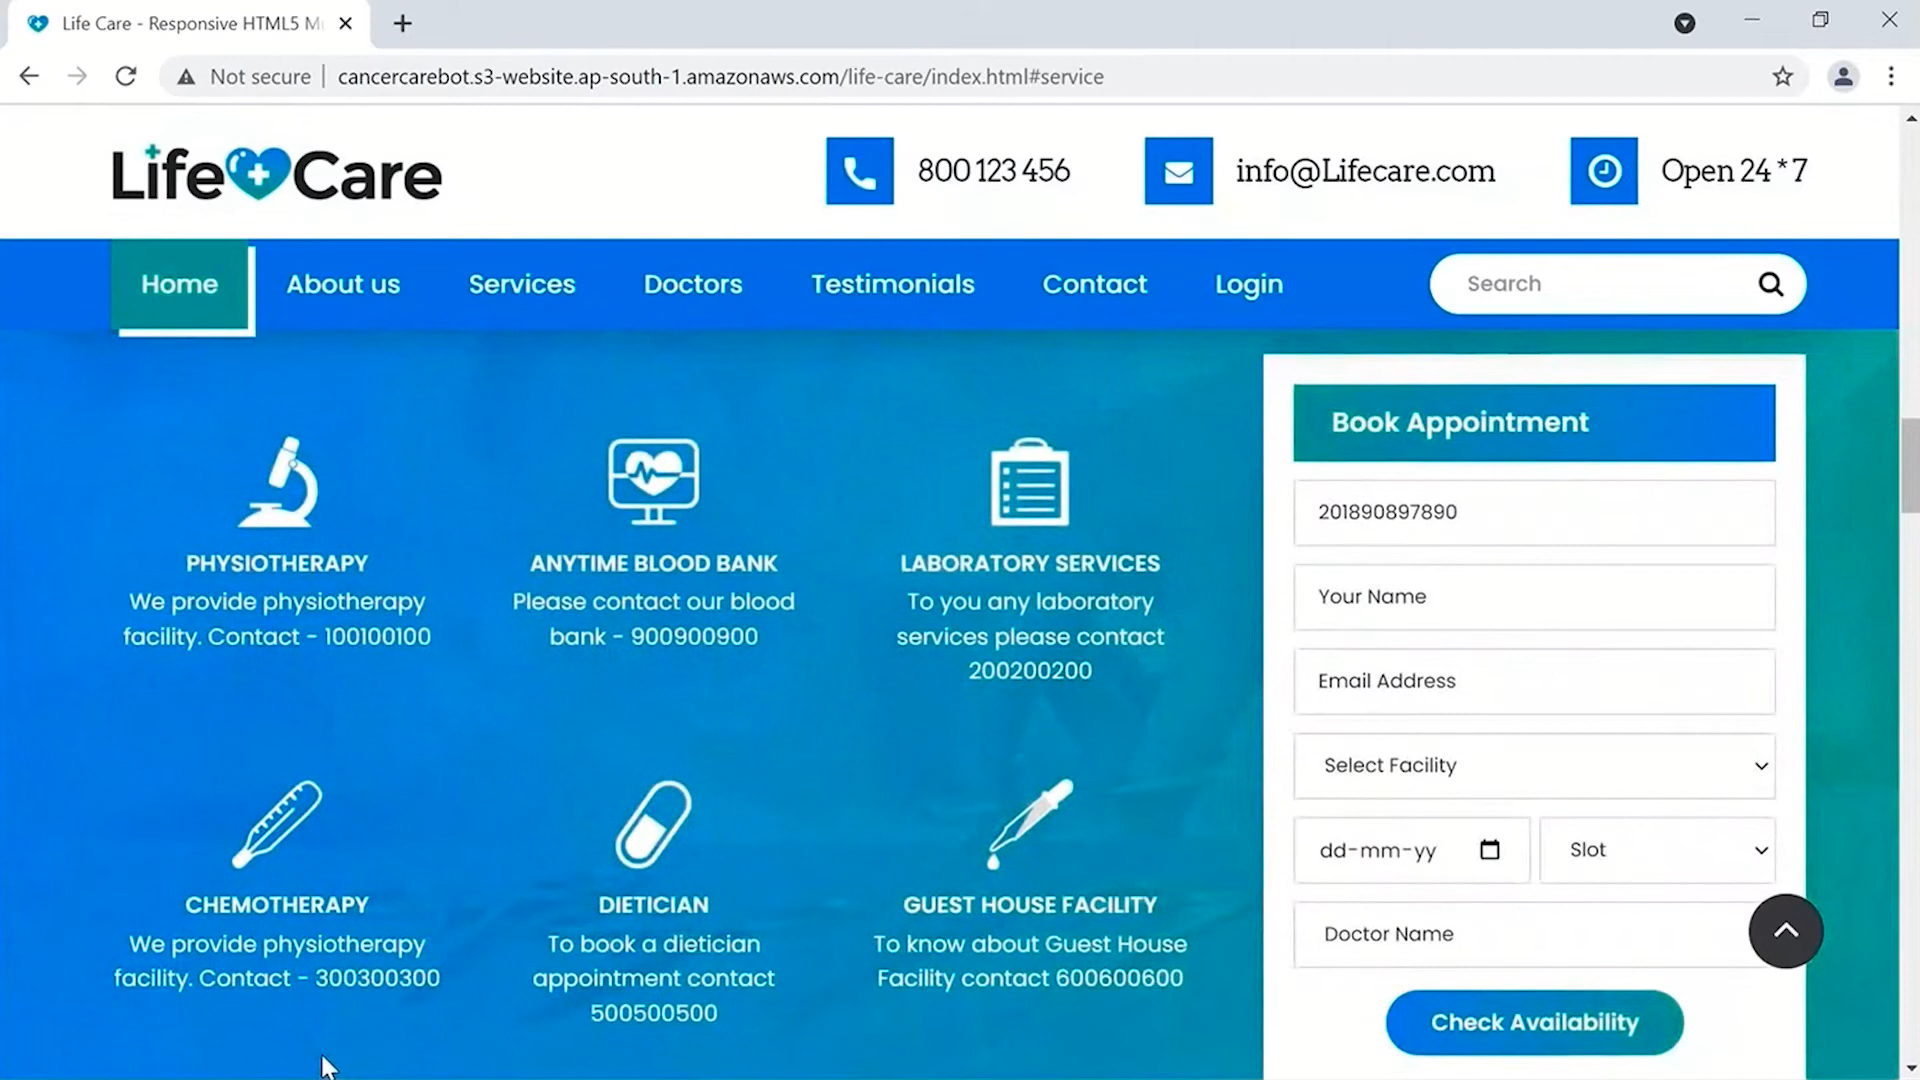 Life Care - Responsive HTML5 M
Not secure
cancercarebot.s3-website.ap-south-1.amazonaws.com/life-care/index.html#service
Life Care
800 123 456
info@Lifecare.com
Open 24 * 7
Home
About us
Services
Doctors
Testimonials
Contact
Login
Search
PHYSIOTHERAPY
We provide physiotherapy
facility. Contact - 100100100
ANYTIME BLOOD BANK
Please contact our blood
bank - 900900900
LABORATORY SERVICES
To you any laboratory
services please contact
200200200
CHEMOTHERAPY
We provide physiotherapy
facility. Contact - 300300300
DIETICIAN
To book a dietician
appointment contact
500500500
GUEST HOUSE FACILITY
To know about Guest House
Facility contact 600600600
Book Appointment
201890897890
Your Name
Email Address
Select Facility
dd-mm-yy
Slot
Doctor Name
Check Availability